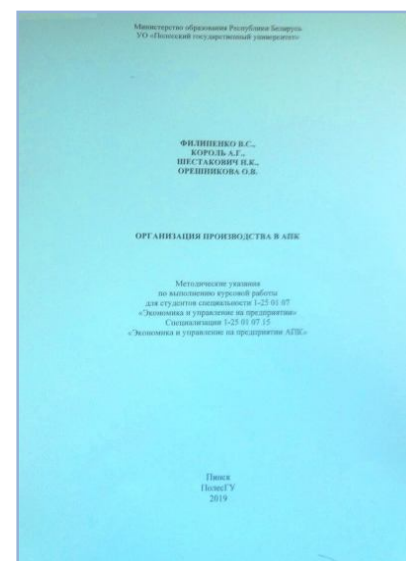 Министерство образования Республики Беларусь
УО «Полесский государственный университет»
ФИЛИПЕНКО В.С.,
КОРОЛЬ А.Г.,
ШЕСТАКОВИЧ Н.К.,
ОРЕШНИКОВА О.В.
ОРГАНИЗАЦИЯ ПРОИЗВОДСТВА В АПК
Методические указания
по выполнению курсовой работы
для студентов специальности 1-25 01 07
«Экономика и управление на предприятии»
Специализации 1-25 01 07 15
«Экономика и управление на предприятии АПК»
Пинск
ПолесГУ
2019